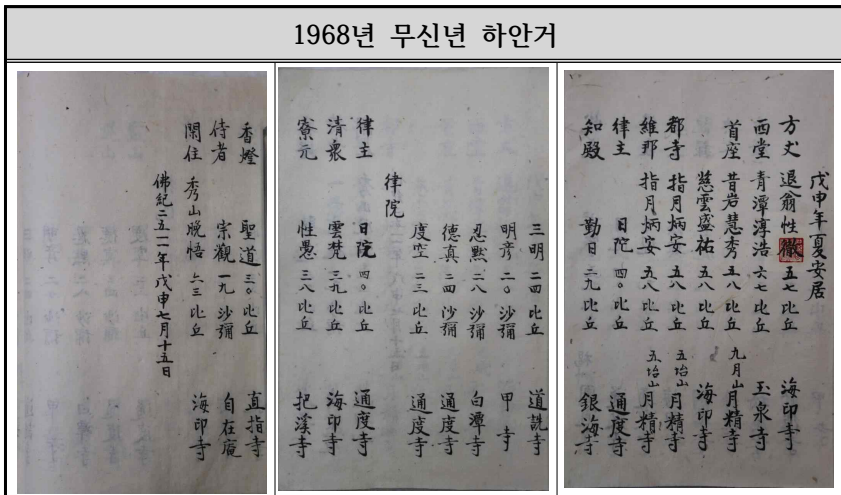 1968년 무신년 하안거
戊申年夏安居
方丈 退翁性徹 五七 比丘 海印寺
西堂 青潭淳浩 六七 比丘 玉泉寺
首座 昔岩慧秀 五八 比丘 九月山 月精寺
慈雲盛祐 五八 比丘 海印寺
都寺 指月炳安 五八 比丘 五坮山 月精寺
維那 指月炳安 五八 比丘 五坮山 月精寺
律主 日陀 四〇 比丘 通度寺
知殿 勤日 二九 比丘 銀海寺
三明 二四 比丘 道詵寺
明彦 二〇 沙彌 甲寺
忍黙 二八 沙彌 白潭寺
德真 二四 沙彌 通度寺
度空 二三 比丘 通度寺
律院
律主 日陀 四〇 比丘 通度寺
清衆 雲梵 三九 比丘 海印寺
寮元 性愚 三八 比丘 把溪寺
香燈 聖道 三〇 比丘 直指寺
侍者 宗觀 一九 沙彌 自在庵
閑住 秀山晩悟 六三 比丘 海印寺
佛紀二五一一年戊申七月十五日